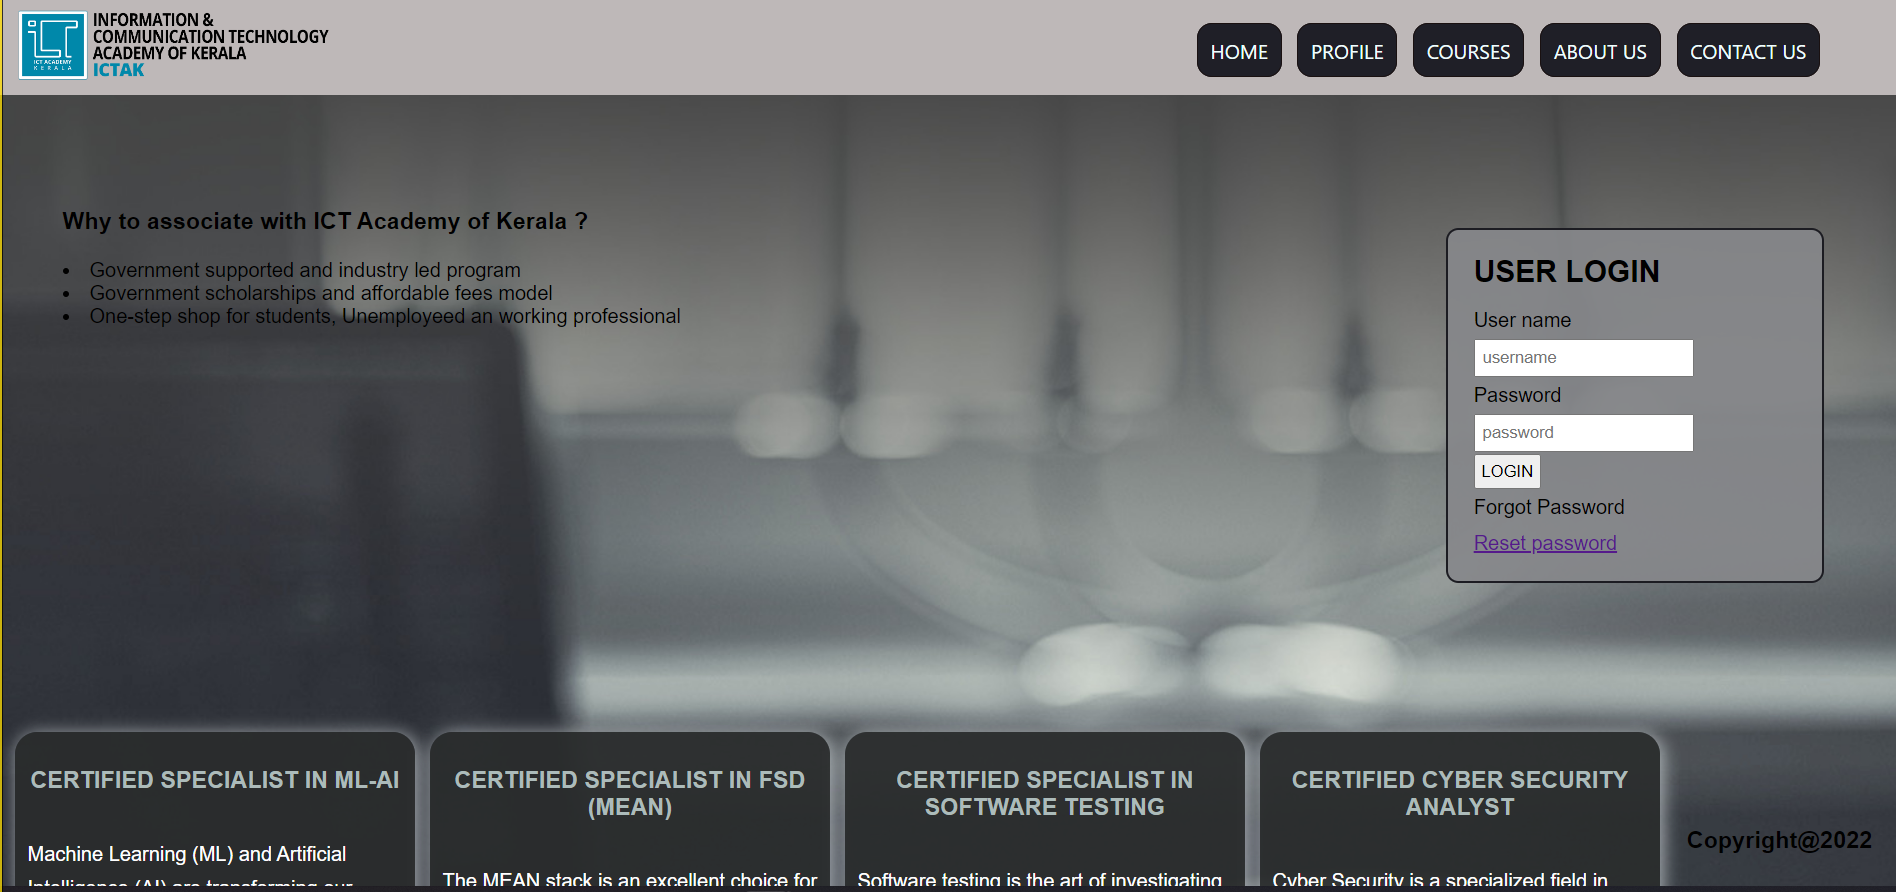 INFORMATION &
COMMUNICATION TECHNOLOGY
ACADEMY OF KERALA
ICTAK
ICT ACADEMY
KERALA
HOME
PROFILE
COURSES
ABOUT US
CONTACT US
Why to associate with ICT Academy of Kerala ?
• Government supported and industry led program
• Government scholarships and affordable fees model
• One-step shop for students, Unemployeed an working professional
USER LOGIN
User name
username
Password
password
LOGIN
Forgot Password
Reset password
CERTIFIED SPECIALIST IN ML-AI
Machine Learning (ML) and Artificial
Intelligence (AI) are transforming our
CERTIFIED SPECIALIST IN FSD
(MEAN)
The MEAN stack is an excellent choice for
CERTIFIED SPECIALIST IN
SOFTWARE TESTING
Software testing is the art of investigating
CERTIFIED CYBER SECURITY
ANALYST
Cyber Security is a specialized field in
Copyright@2022